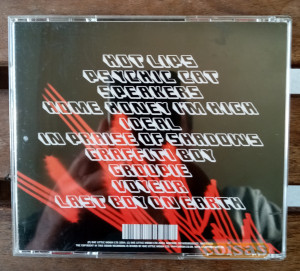 HOT LIPS
PSYCHIC CAT
SPEAKERS
HOME HONEY I'M HIGH
IDEAL
IN PRAISE OF SHADOWS
GRAFFITI BOY
GROUPIE
VOYEUR
LAST BOY ON EARTH